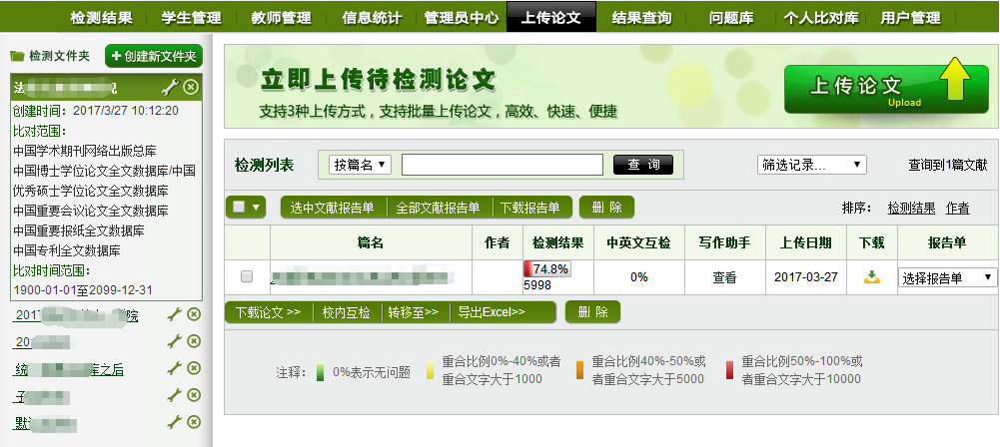 检测结果 学生管理 教师管理 信息统计 管理员中心 上传论文 结果查询 问题库 个人比对库 用户管理
检测文件夹 + 创建新文件夹
法
创建时间：2017/3/27 10:12:20
比对范围:
中国学术期刊网络出版总库
中国博士学位论文全文数据库/中国
优秀硕士学位论文全文数据库
中国重要会议论文全文数据库
中国重要报纸全文数据库
中国专利全文数据库
比对时间范围:
1900-01-01至2099-12-31
2017 院
20
统 库之后
子
默
立即上传待检测论文
支持3种上传方式，支持批量上传论文，高效、快速、便捷
上传论文
Upload
检测列表 按篇名 查 询 筛选记录... 查询到1篇文献
选中文献报告单 全部文献报告单 下载报告单 删 除 排序： 检测结果 作者
篇名 作者 检测结果 中英文互检 写作助手 上传日期 下载 报告单
74.8%
5998 0% 查看 2017-03-27 选择报告单
下载论文 >> 校内互检 转移至>> 导出Excel>> 删 除
注释： 0%表示无问题
重合比例0%-40%或者
重合文字大于1000
重合比例40%-50%或
者重合文字大于5000
重合比例50%-100%或
者重合文字大于10000